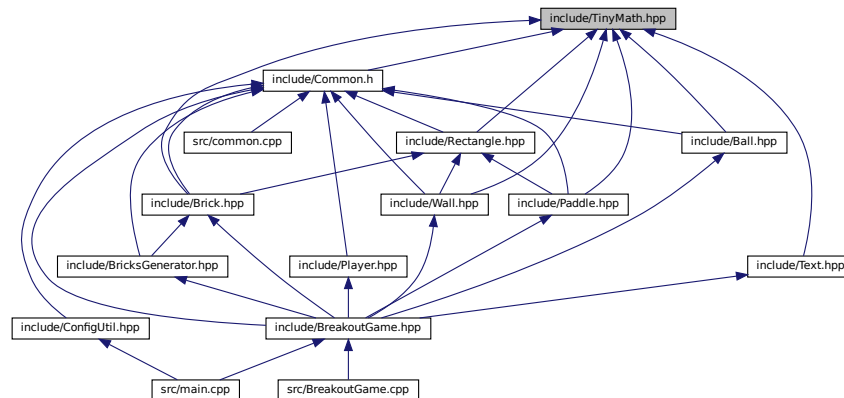 include/TinyMath.hpp
include/Common.h
src/common.cpp
include/Rectangle.hpp
include/Ball.hpp
include/Brick.hpp
include/Wall.hpp
include/Paddle.hpp
include/BricksGenerator.hpp
include/Player.hpp
include/Text.hpp
include/ConfigUtil.hpp
include/BreakoutGame.hpp
src/main.cpp
src/BreakoutGame.cpp